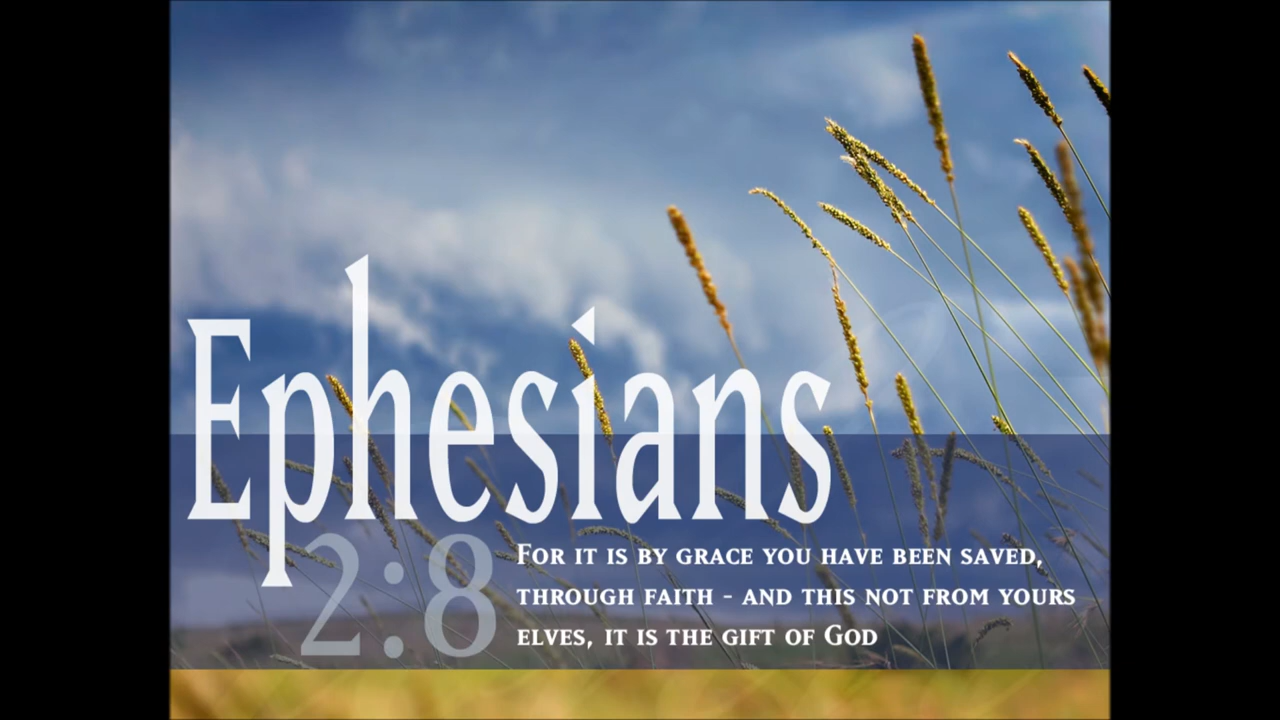 Ephesians
2:8
For it is by grace you have been saved,
through faith - and this not from yours
elves, it is the gift of God